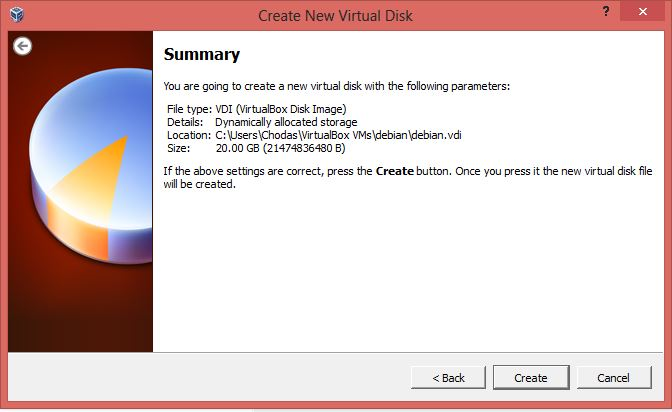 Create New Virtual Disk
?
Summary
You are going to create a new virtual disk with the following parameters:
File type: VDI (VirtualBox Disk Image)
Details: Dynamically allocated storage
Location: C:\Users\Chodas\VirtualBox VMs\debian\debian.vdi
Size: 20.00 GB (21474836480 B)
If the above settings are correct, press the Create button. Once you press it the new virtual disk file
will be created.
< Back Create Cancel